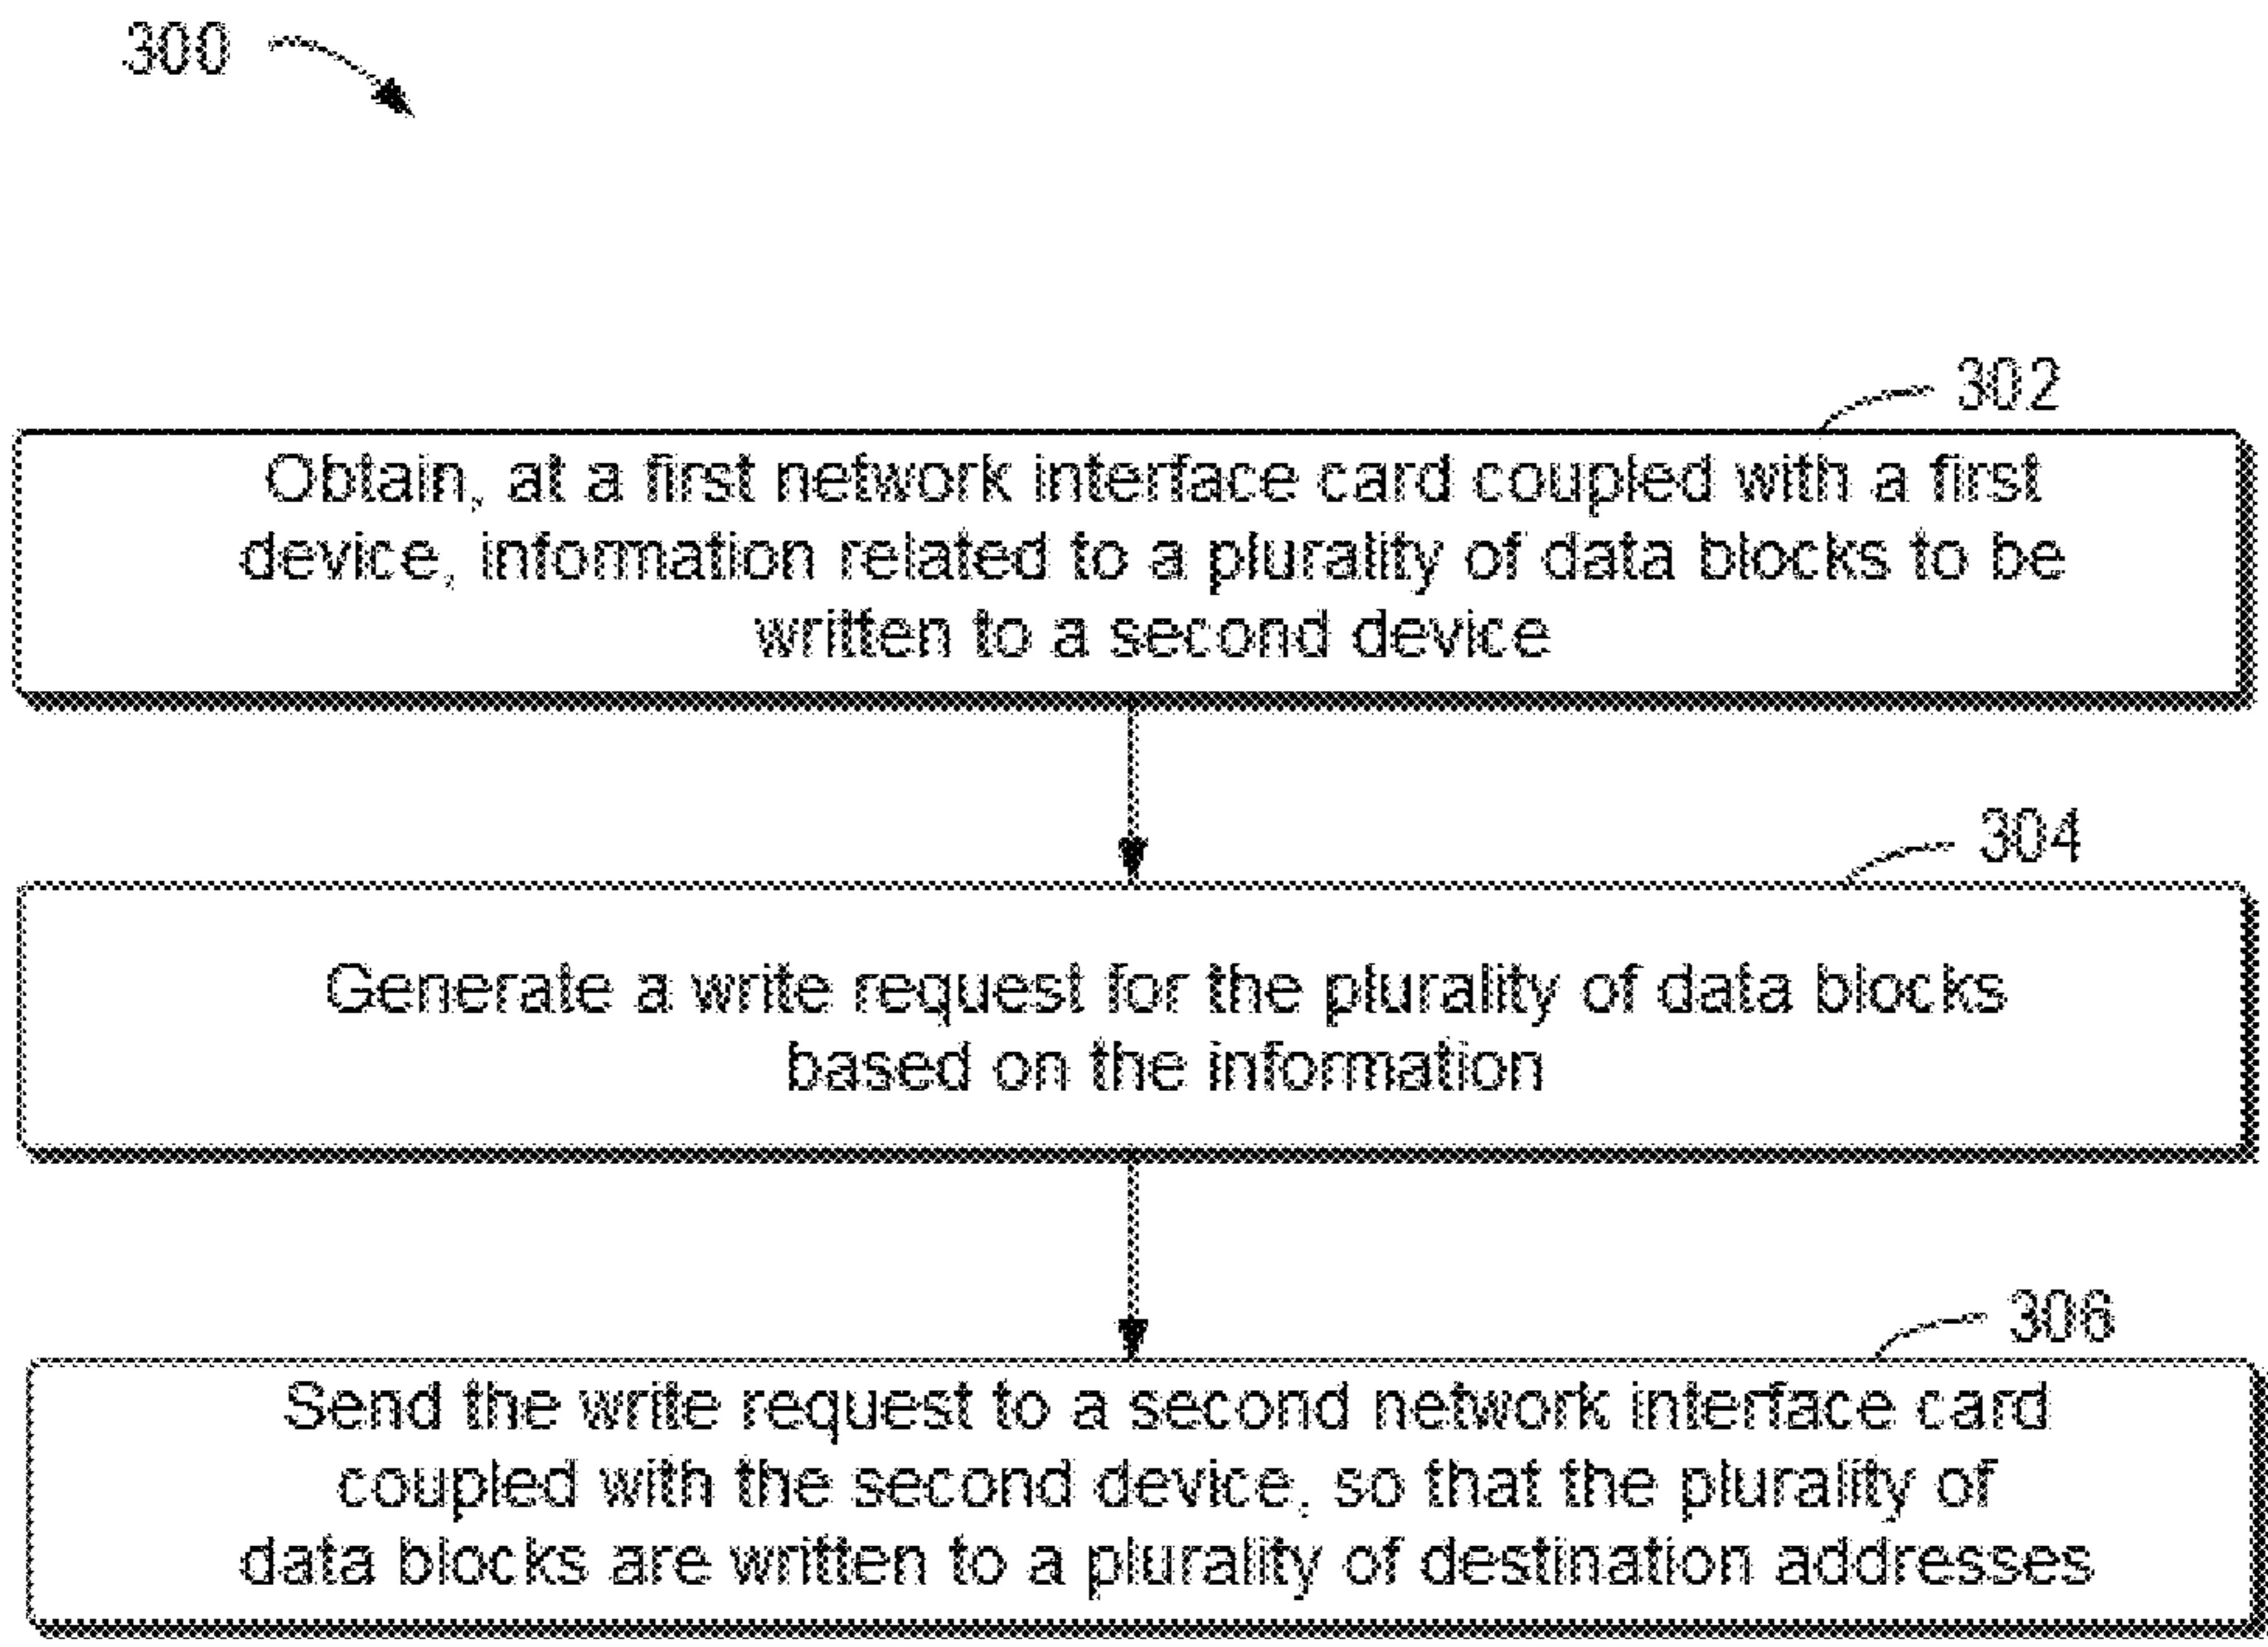 300
302
Obtain, at a first network interface card coupled with a first
device, information related to a plurality of data blocks to be
written to a second device
304
Generate a write request for the plurality of data blocks
based on the information
306
Send the write request to a second network interface card
coupled with the second device, so that the plurality of
data blocks are written to a plurality of destination addresses